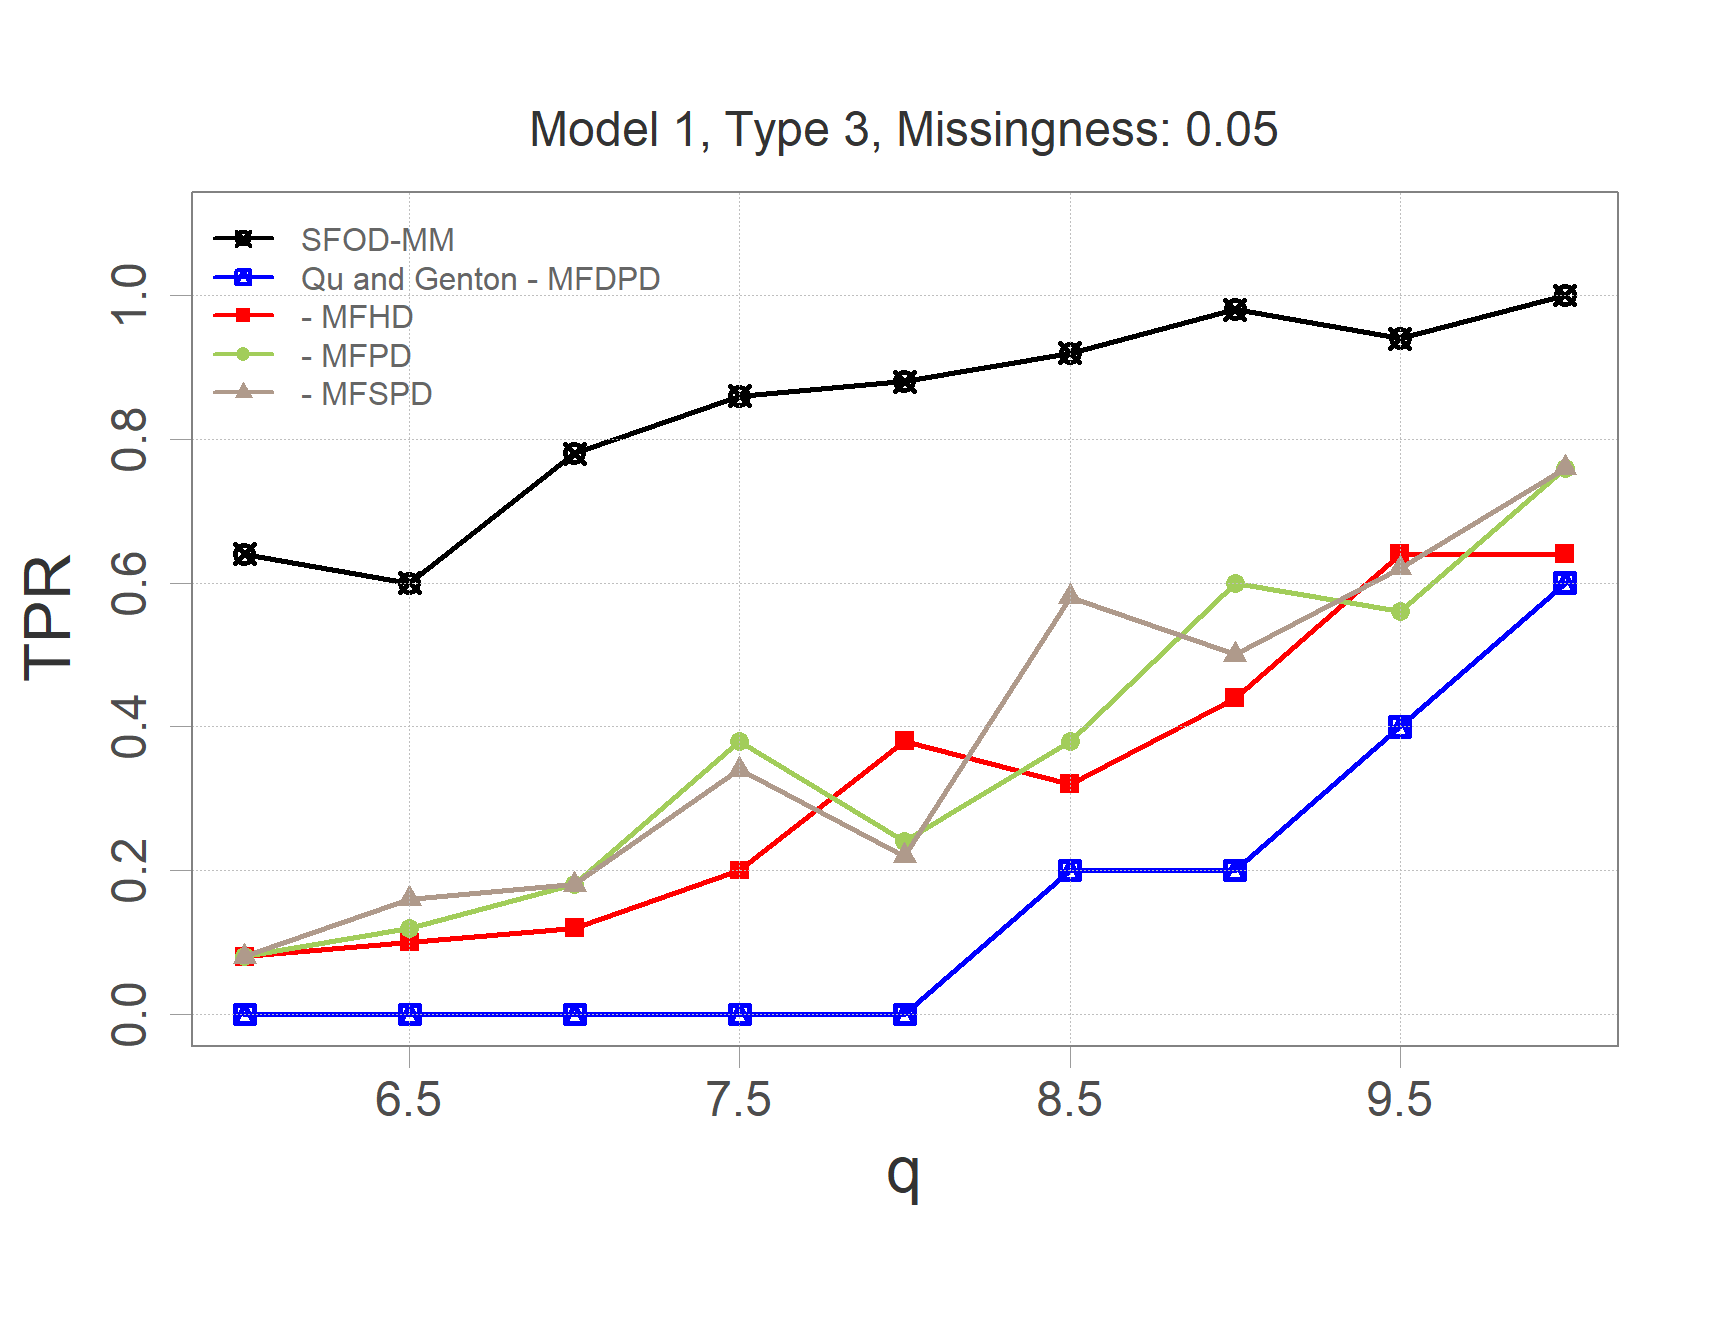 Model 1, Type 3, Missingness: 0.05
SFOD-MM
Qu and Genton - MFDPD
- MFHD
- MFPD
- MFSPD
TPR
1.0
0.8
0.6
0.4
0.2
0.0
6.5 7.5 8.5 9.5
q